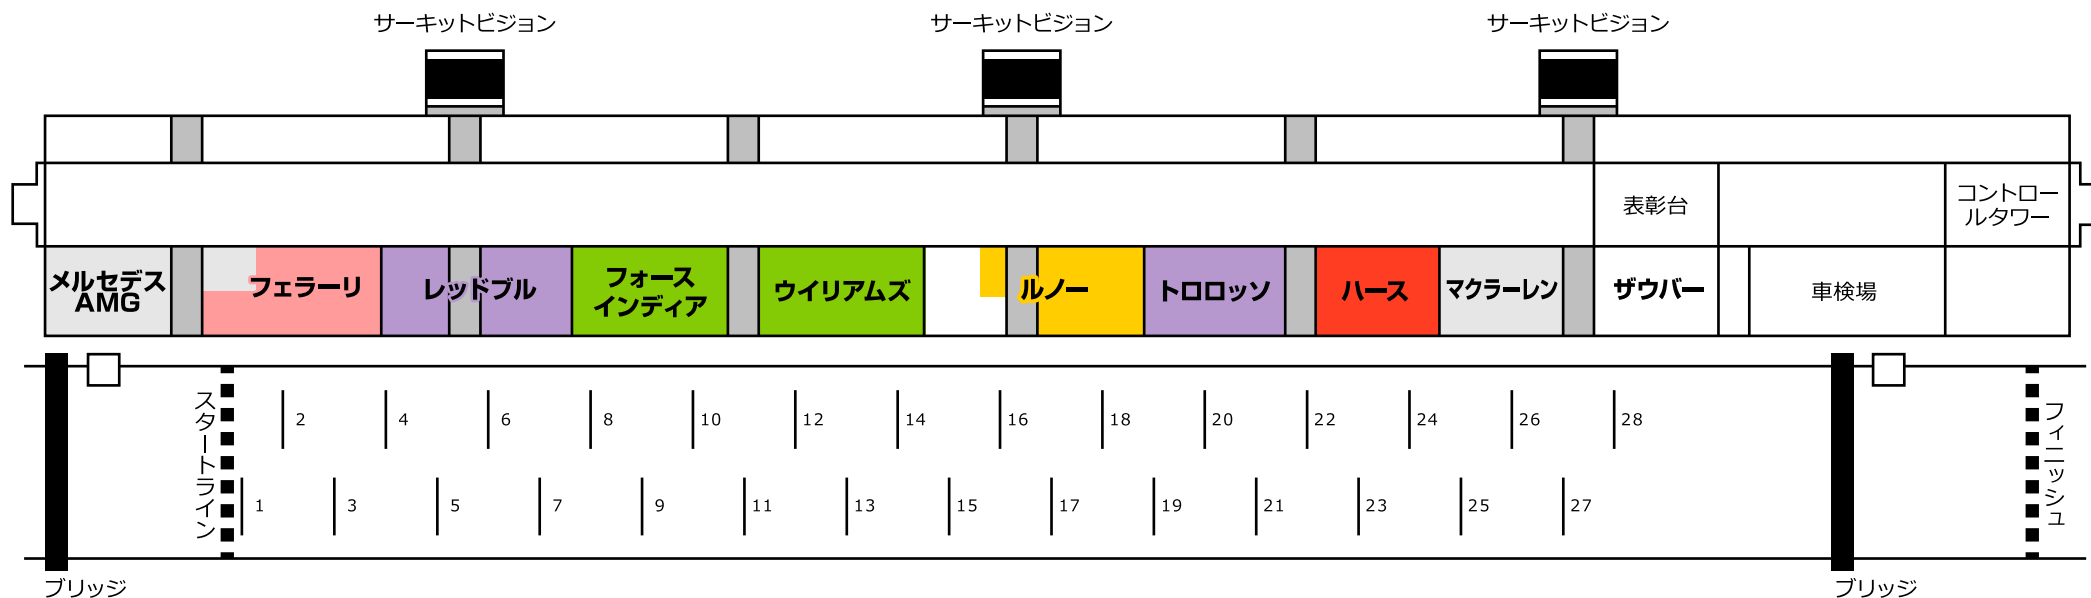 サーキットビジョン
サーキットビジョン
サーキットビジョン
表彰台
コントロー
ルタワー
メルセデス
AMG
フェラーリ
レッドブル
フォース
インディア
ウイリアムズ
ルノー
トロロッソ
ハース
マクラーレン
ザウバー
車検場
スタートライン
2
4
6
8
10
12
14
16
18
20
22
24
26
28
1
3
5
7
9
11
13
15
17
19
21
23
25
27
フィニッシュ
ブリッジ
ブリッジ